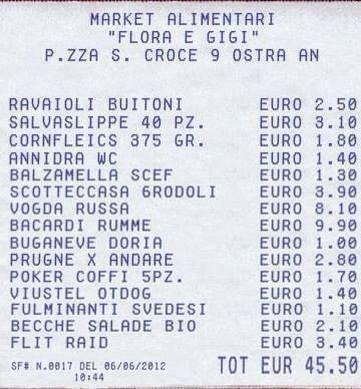 MARKET ALIMENTARI
"FLORA E GIGI"
P.ZZA S. CROCE 9 OSTRA AN
RAVAIOLI BUITONI EURO 2.50
SALVASLIPPE 40 PZ. EURO 3.10
CORNFLEICS 375 GR. EURO 1.80
ANNIDRA WC EURO 1.40
BALZAMELLA SCEF EURO 1.30
SCOTTECCASA 6RODOLI EURO 3.90
VOGDA RUSSA EURO 8.10
BACARDI RUMME EURO 9.90
BUGANEVE DORIA EURO 1.00
PRUGNE X ANDARE EURO 2.80
POKER COFFI 5PZ. EURO 1.70
VIUSTEL OTDOG EURO 1.40
FULMINANTI SVEDESI EURO 1.10
BECCHE SALADE BIO EURO 2.10
FLIT RAID EURO 3.40
SF# N.0017 DEL 06/06/2012 TOT EUR 45.50
10:44